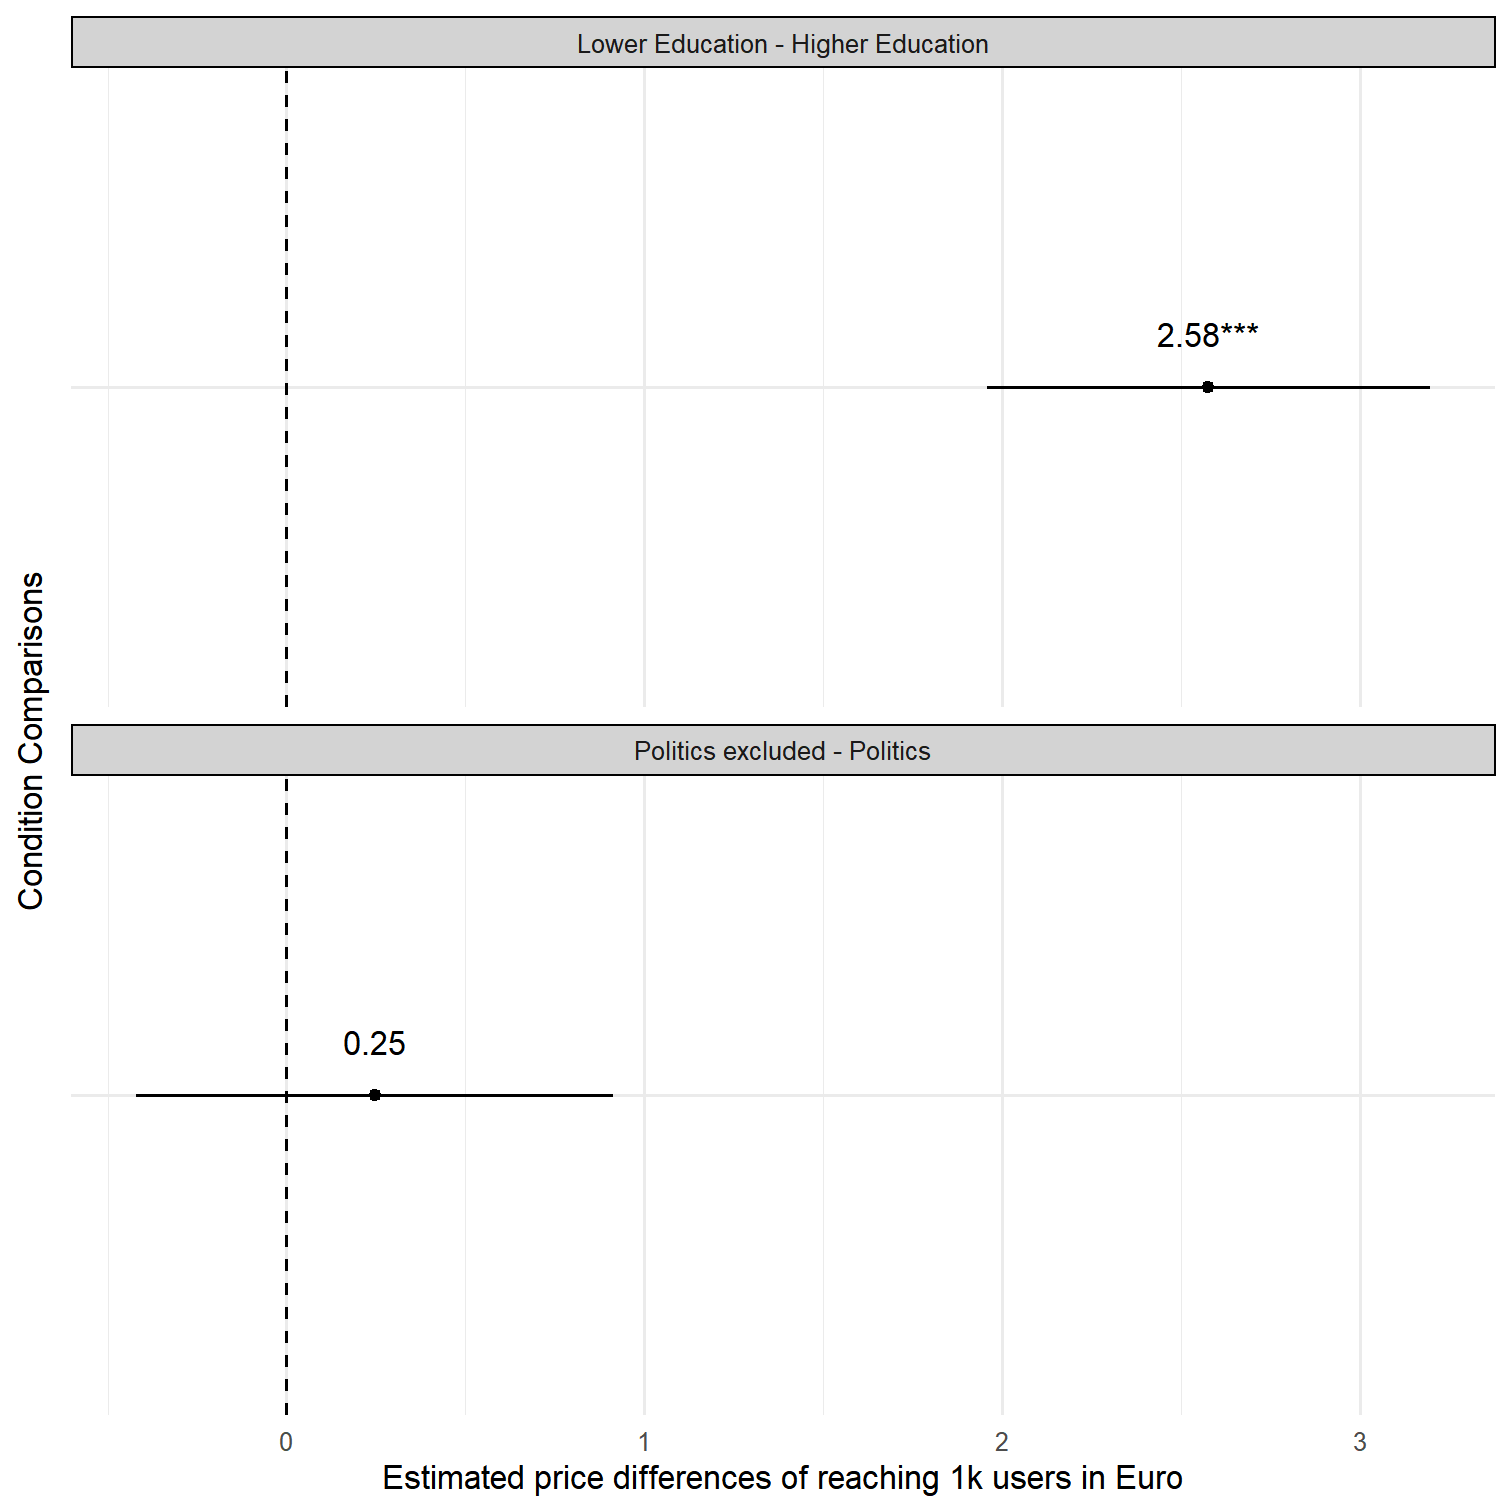 Lower Education - Higher Education
2.58***
Condition Comparisons
Politics excluded - Politics
0.25
0 1 2 3
Estimated price differences of reaching 1k users in Euro